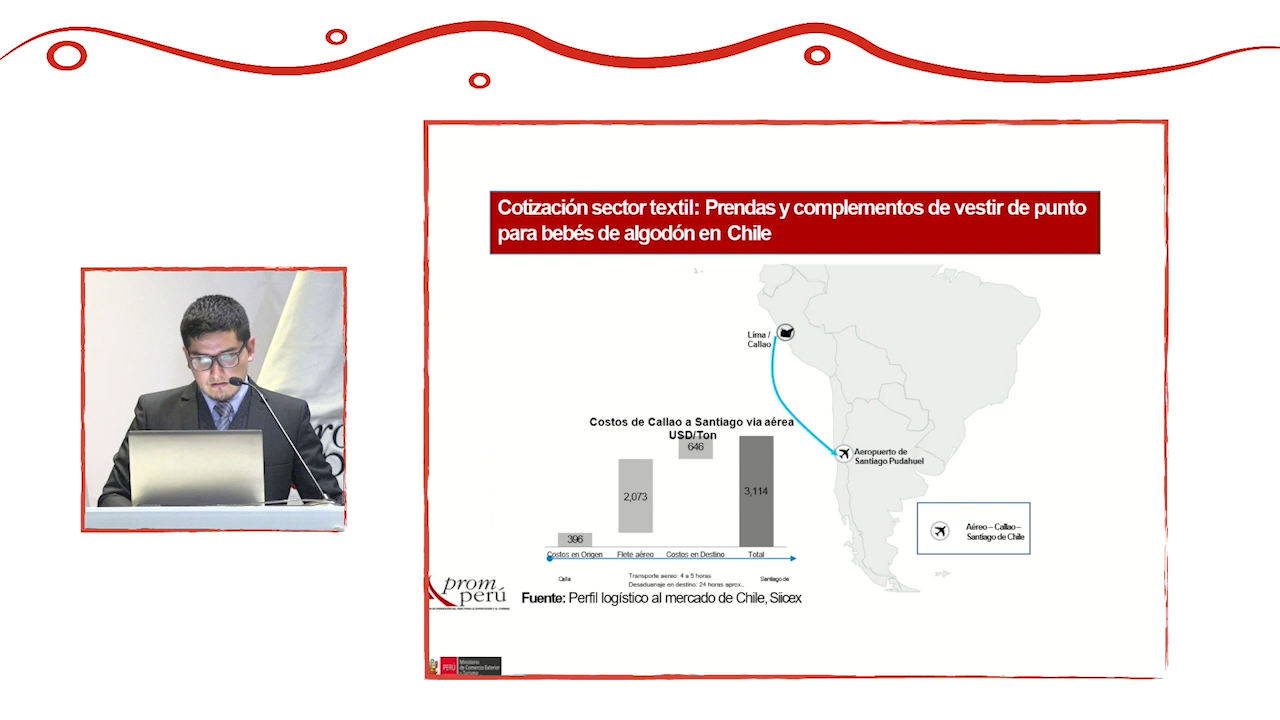 Cotización sector textil: Prendas y complementos de vestir de punto
para bebés de algodón en Chile
Lima /
Callao
Costos de Callao a Santiago via aérea
USD/Ton
646
2,073
3,114
396
Costos en Origen Flete aéreo Costos en Destino Total
Aeropuerto de
Santiago Pudahuel
Aéreo – Callao –
Santiago de Chile
Calla
Transporte aereo: 4 a 5 horas
Desaduanaje en destino: 24 horas aprox..
Santiago de
prom
perú
Fuente: Perfil logístico al mercado de Chile, Siicex
PERÚ
Ministerio
de Comercio Exterior
y Turismo